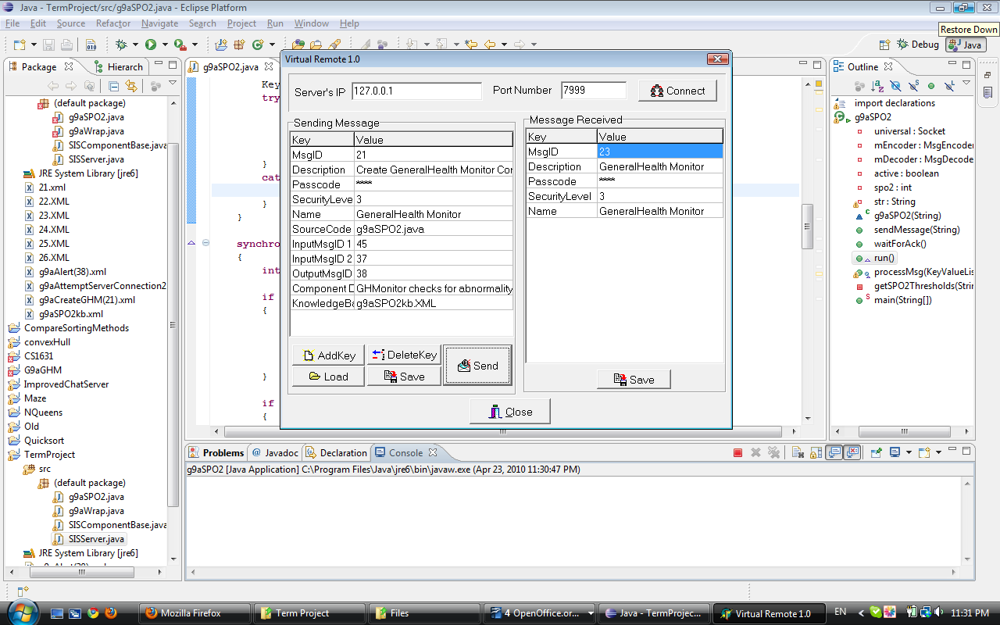 Java - TermProject/src/g9aSPO2.java - Eclipse Platform
File Edit Source Refactor Navigate Search Project Run Window Help
Restore Down
Debug Java
Package Hierarchy
(default package)
g9aSPO2.java
g9aWrap.java
SISComponentBase.java
SISServer.java
JRE System Library [jre6]
21.xml
22.XML
23.XML
24.XML
25.XML
26.XML
g9aAlert(38).xml
g9aAttemptServerConnection2
g9aCreateGHM(21).xml
g9aSPO2kb.xml
CompareSortingMethods
convexHull
CS1631
G9aGHM
ImprovedChatServer
Maze
NQueens
Old
Quicksort
TermProject
src
(default package)
g9aSPO2.java
g9aWrap.java
SISComponentBase.java
SISServer.java
JRE System Library [jre6]
g9aSPO2.java
Key
try
}
cat
}
}
synchro
{
int
if
{
}
if
{
Virtual Remote 1.0
Server's IP 127.0.0.1 Port Number 7999 Connect
Sending Message
Key Value
MsgID 21
Description Create GeneralHealth Monitor Cor
Passcode ****
SecurityLeve 3
Name GeneralHealth Monitor
SourceCode g9aSPO2.java
InputMsgID 1 45
InputMsgID 2 37
OutputMsgID 38
Component D GHMonitor checks for abnormality
KnowledgeBa g9aSPO2kb.XML
AddKey DeleteKey Send
Load Save
Message Received
Key Value
MsgID 23
Description GeneralHealth Monitor
Passcode ****
SecurityLevel 3
Name GeneralHealth Monitor
Save
Close
Outline
import declarations
g9aSPO2
universal : Socket
mEncoder : MsgEncoder
mDecoder : MsgDecode
active : boolean
spo2 : int
str : String
g9aSPO2(String)
sendMessage(String)
waitForAck()
run()
processMsg(KeyValueLis
getSPO2Thresholds(Strin
main(String[])
Problems @ Javadoc Declaration Console
g9aSPO2 [Java Application] C:\Program Files\Java\jre6\bin\javaw.exe (Apr 23, 2010 11:30:47 PM)
Mozilla Firefox Term Project Files 4 OpenOffice.or... Java - TermProjec... Virtual Remote 1.0 EN 11:31 PM